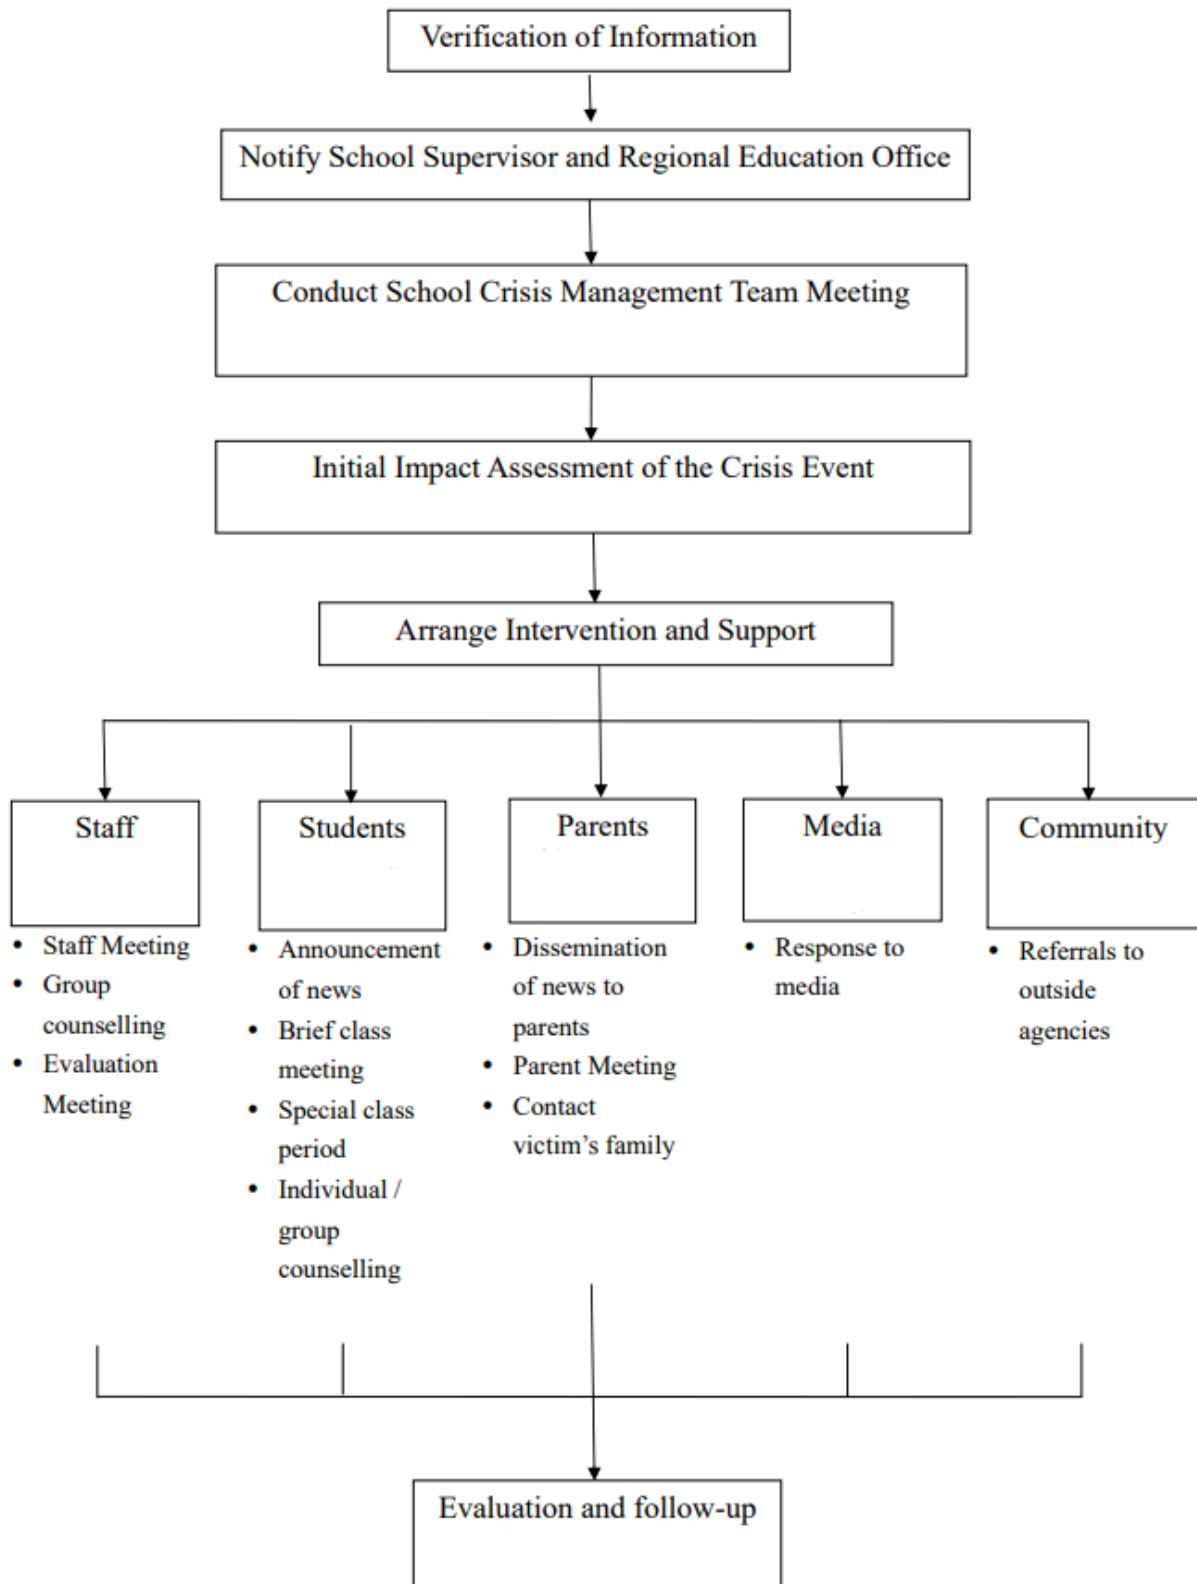 Verification of Information
Notify School Supervisor and Regional Education Office
Conduct School Crisis Management Team Meeting
Initial Impact Assessment of the Crisis Event
Arrange Intervention and Support
Staff
• Staff Meeting
• Group
counselling
• Evaluation
Meeting
Students
• Announcement
of news
• Brief class
meeting
• Special class
period
• Individual /
group
counselling
Parents
• Dissemination
of news to
parents
• Parent Meeting
• Contact
victim’s family
Media
• Response to
media
Community
• Referrals to
outside
agencies
Evaluation and follow-up